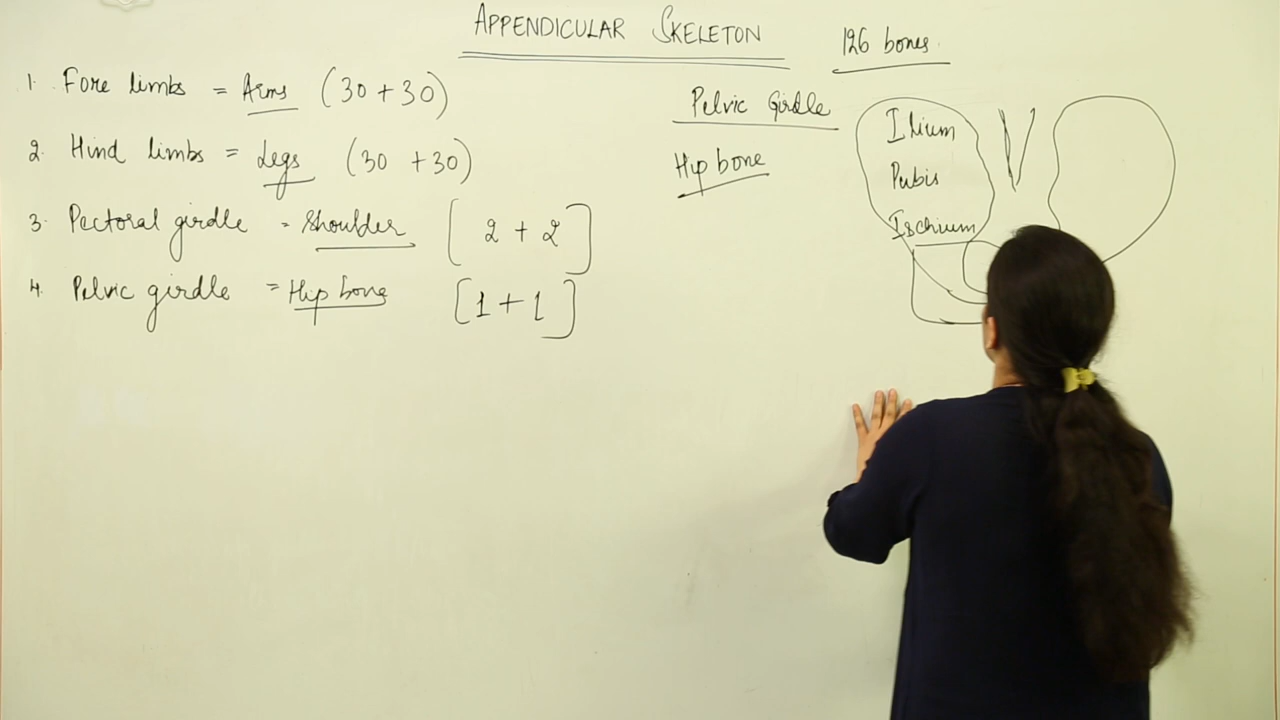 APPENDICULAR SKELETON
126 bones.
1. Fore limbs = Arms (30 + 30)
2. Hind limbs = Legs (30 + 30)
3. Pectoral girdle = Shoulder [2 + 2]
4. Pelvic girdle = Hip bone [1 + 1]
Pelvic Girdle
Hip bone
Ilium
Pubis
Ischium